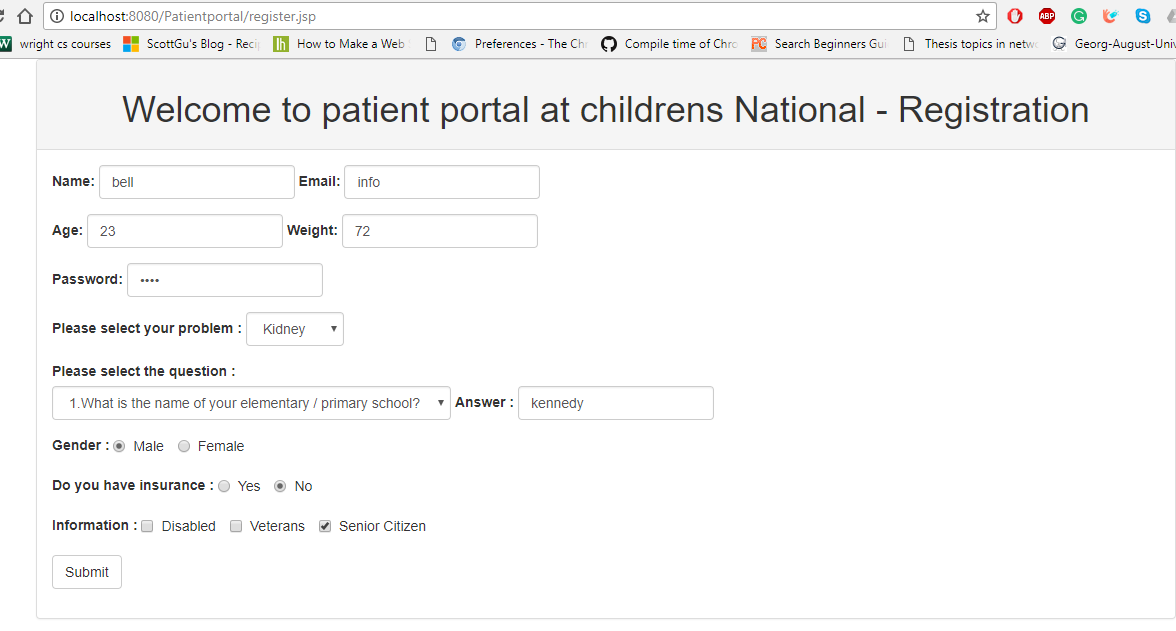 localhost:8080/Patientportal/register.jsp ABP
W wright cs courses ScottGu's Blog - Reci h How to Make a Web Preferences - The Chr Compile time of Chro PC Search Beginners Gui Thesis topics in netwo Georg-August-Univ
Welcome to patient portal at childrens National - Registration
Name: bell Email: info
Age: 23 Weight: 72
Password: ••••
Please select your problem : Kidney
Please select the question :
1.What is the name of your elementary / primary school? Answer : kennedy
Gender : Male Female
Do you have insurance : Yes No
Information : Disabled Veterans Senior Citizen
Submit